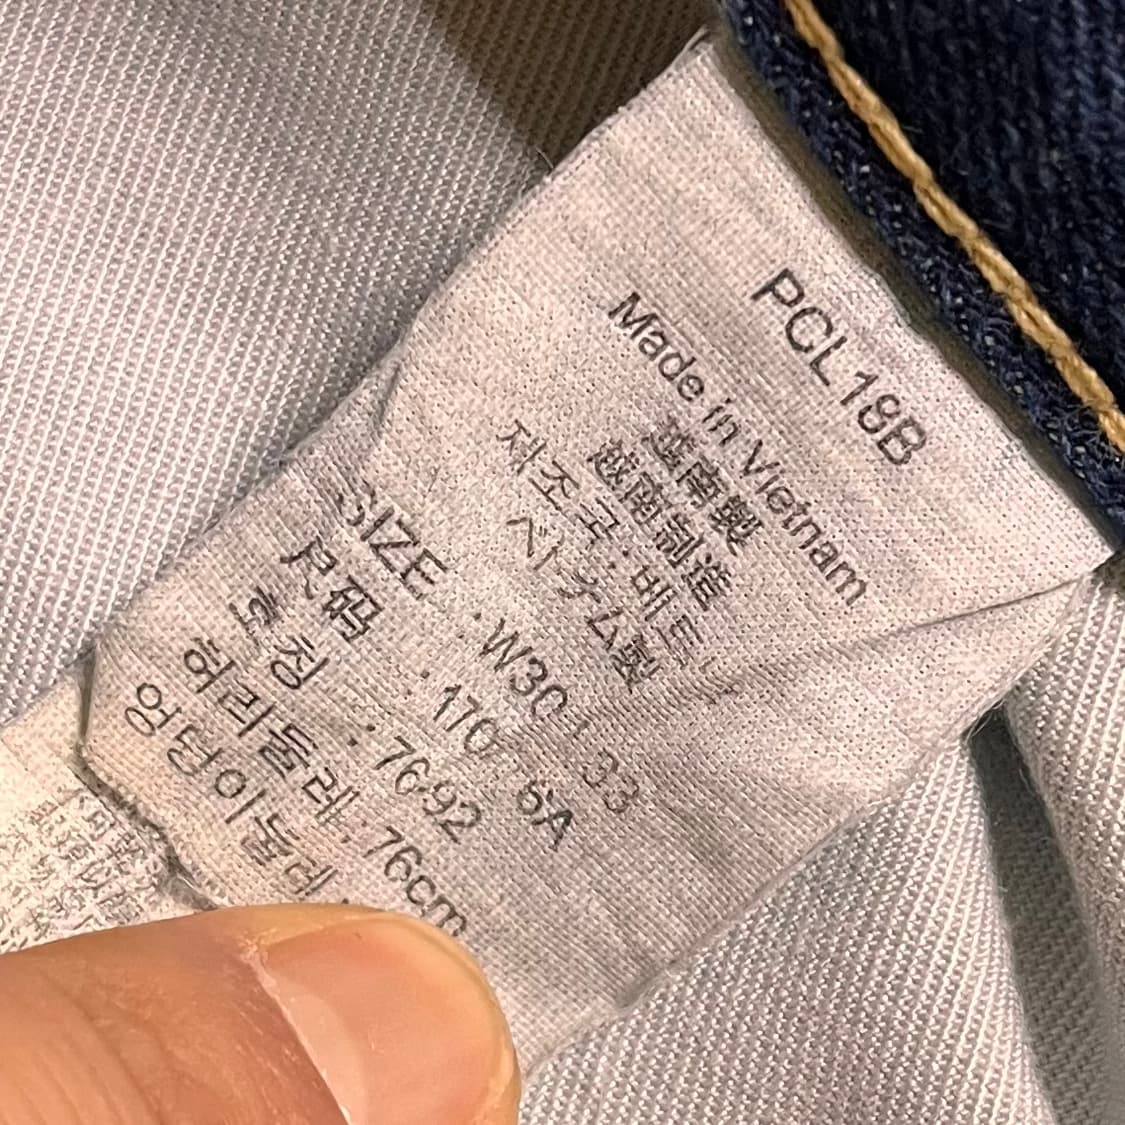 PCL18B
Made in Vietnam
越南製
越南制造
제조국:베트남
ベトナム製
SIZE : W30 L33
尺码 : 170/76A
호칭 : 76-92
허리둘레: 76cm
엉덩이둘레